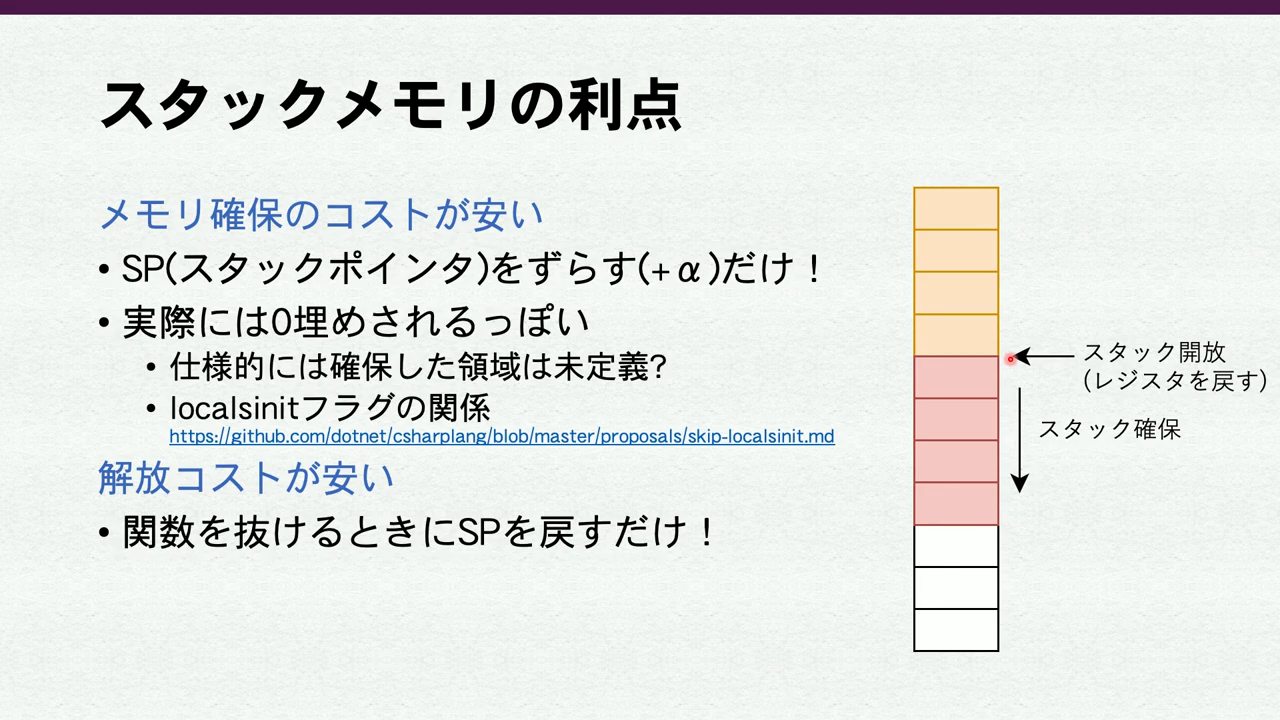 スタックメモリの利点
メモリ確保のコストが安い
• SP(スタックポインタ)をずらす(+α)だけ！
• 実際には0埋めされるっぽい
• 仕様的には確保した領域は未定義?
• localsinitフラグの関係
https://github.com/dotnet/csharplang/blob/master/proposals/skip-localsinit.md
解放コストが安い
• 関数を抜けるときにSPを戻すだけ！
スタック開放
(レジスタを戻す)
スタック確保